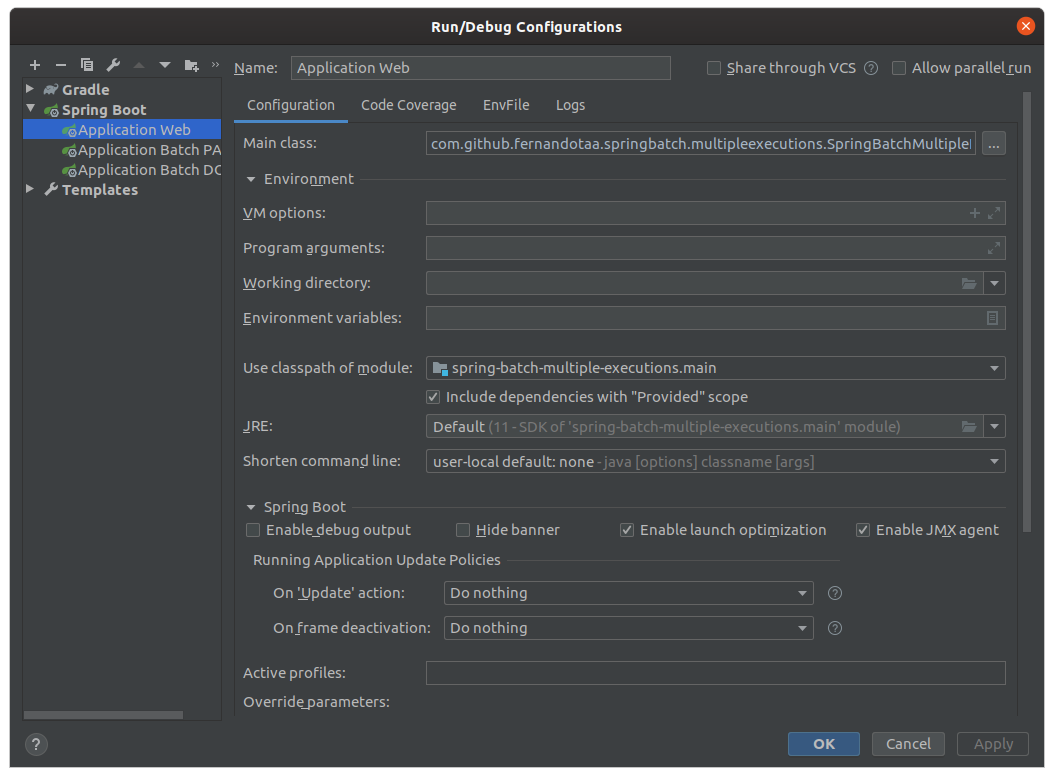 Run/Debug Configurations
Name: Application Web Share through VCS ? Allow parallel run
Gradle
Spring Boot
Application Web
Application Batch PA
Application Batch DO
Templates
Configuration Code Coverage EnvFile Logs
Main class: com.github.fernandotaa.springbatch.multipleexecutions.SpringBatchMultiple ...
Environment
VM options:
Program arguments:
Working directory:
Environment variables:
Use classpath of module: spring-batch-multiple-executions.main
Include dependencies with "Provided" scope
JRE: Default (11 - SDK of 'spring-batch-multiple-executions.main' module)
Shorten command line: user-local default: none - java [options] classname [args]
Spring Boot
Enable debug output Hide banner Enable launch optimization Enable JMX agent
Running Application Update Policies
On 'Update' action: Do nothing ?
On frame deactivation: Do nothing ?
Active profiles:
Override parameters:
? OK Cancel Apply